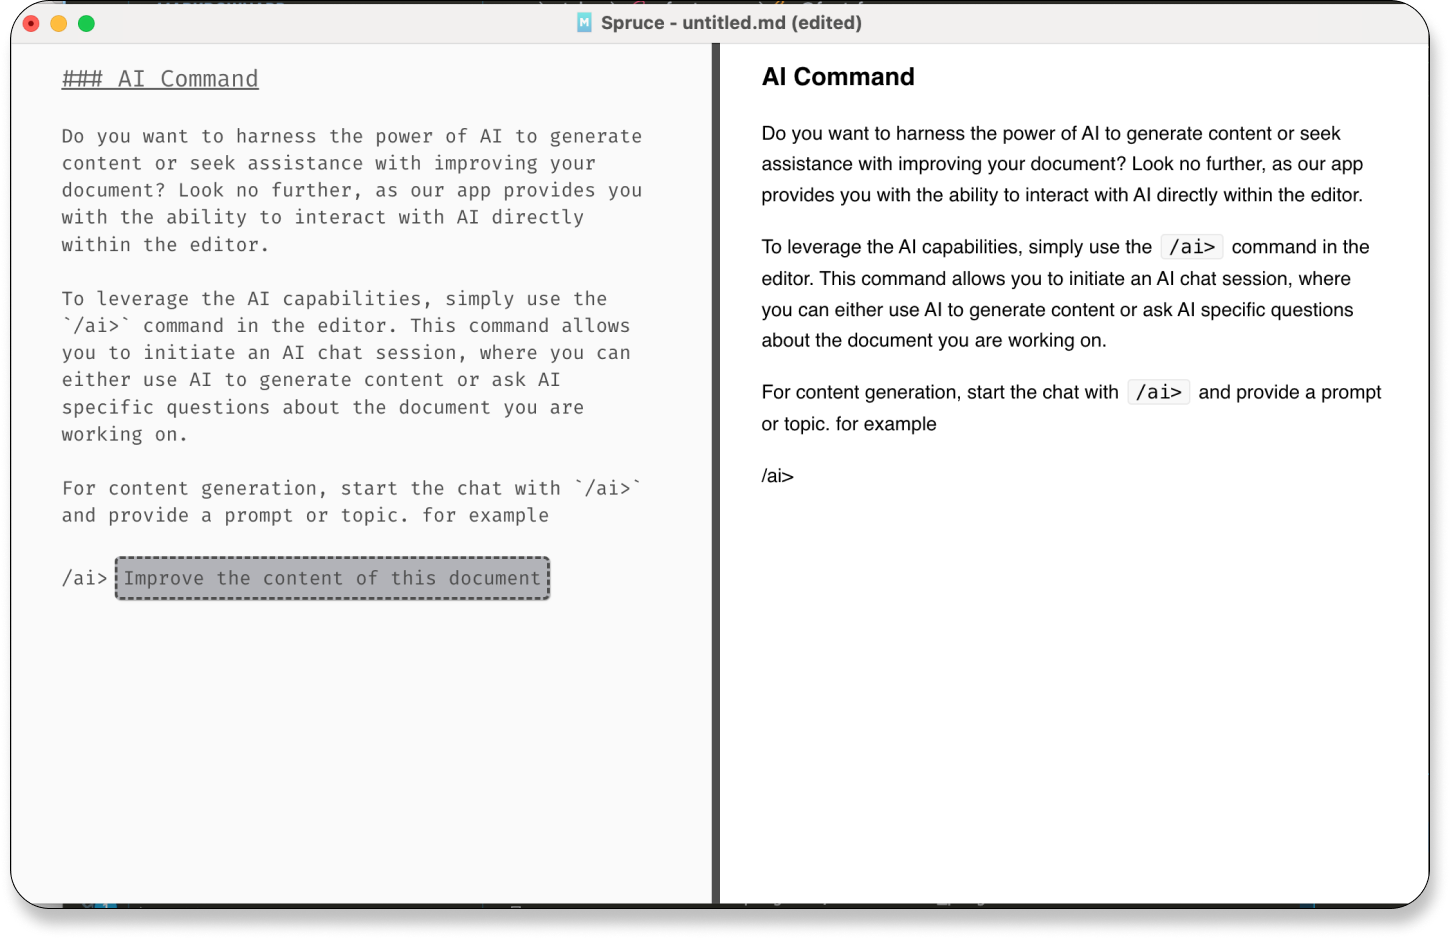 Spruce - untitled.md (edited)
### AI Command
Do you want to harness the power of AI to generate
content or seek assistance with improving your
document? Look no further, as our app provides you
with the ability to interact with AI directly
within the editor.
To leverage the AI capabilities, simply use the
`/ai>` command in the editor. This command allows
you to initiate an AI chat session, where you can
either use AI to generate content or ask AI
specific questions about the document you are
working on.
For content generation, start the chat with `/ai>`
and provide a prompt or topic. for example
/ai> Improve the content of this document
AI Command
Do you want to harness the power of AI to generate content or seek
assistance with improving your document? Look no further, as our app
provides you with the ability to interact with AI directly within the editor.
To leverage the AI capabilities, simply use the /ai> command in the
editor. This command allows you to initiate an AI chat session, where
you can either use AI to generate content or ask AI specific questions
about the document you are working on.
For content generation, start the chat with /ai> and provide a prompt
or topic. for example
/ai>